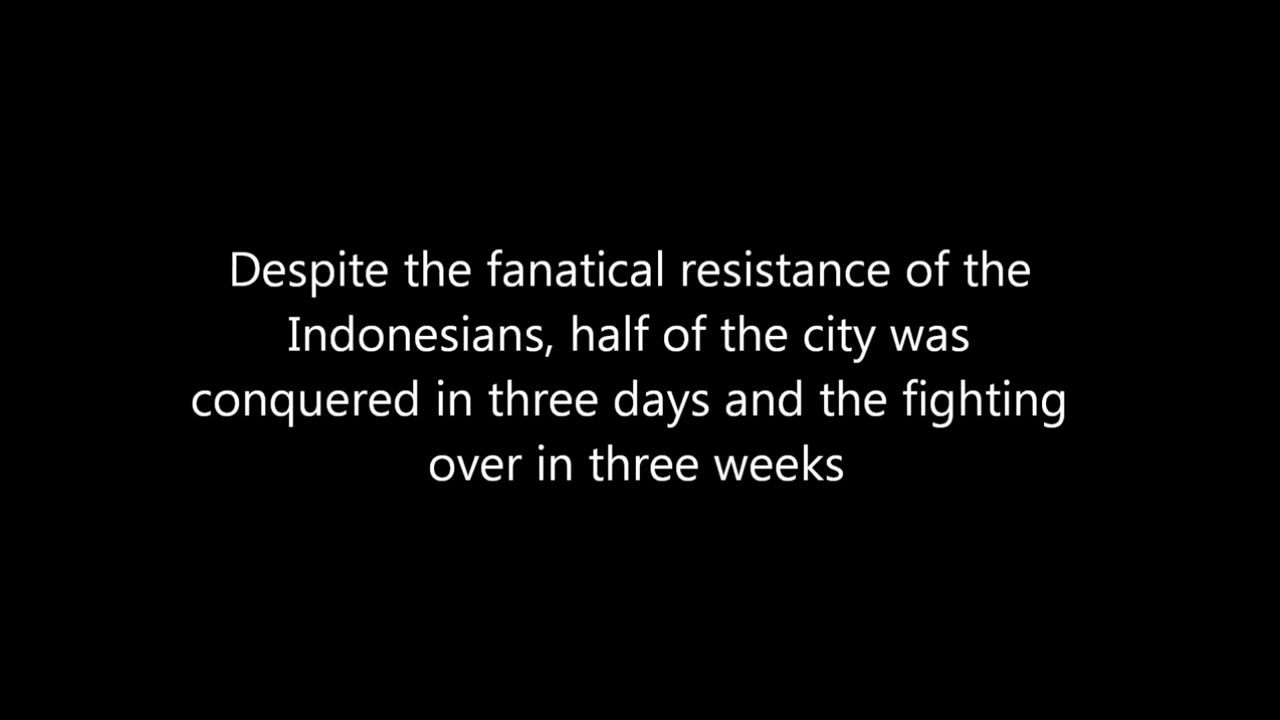 Despite the fanatical resistance of the
Indonesians, half of the city was
conquered in three days and the fighting
over in three weeks